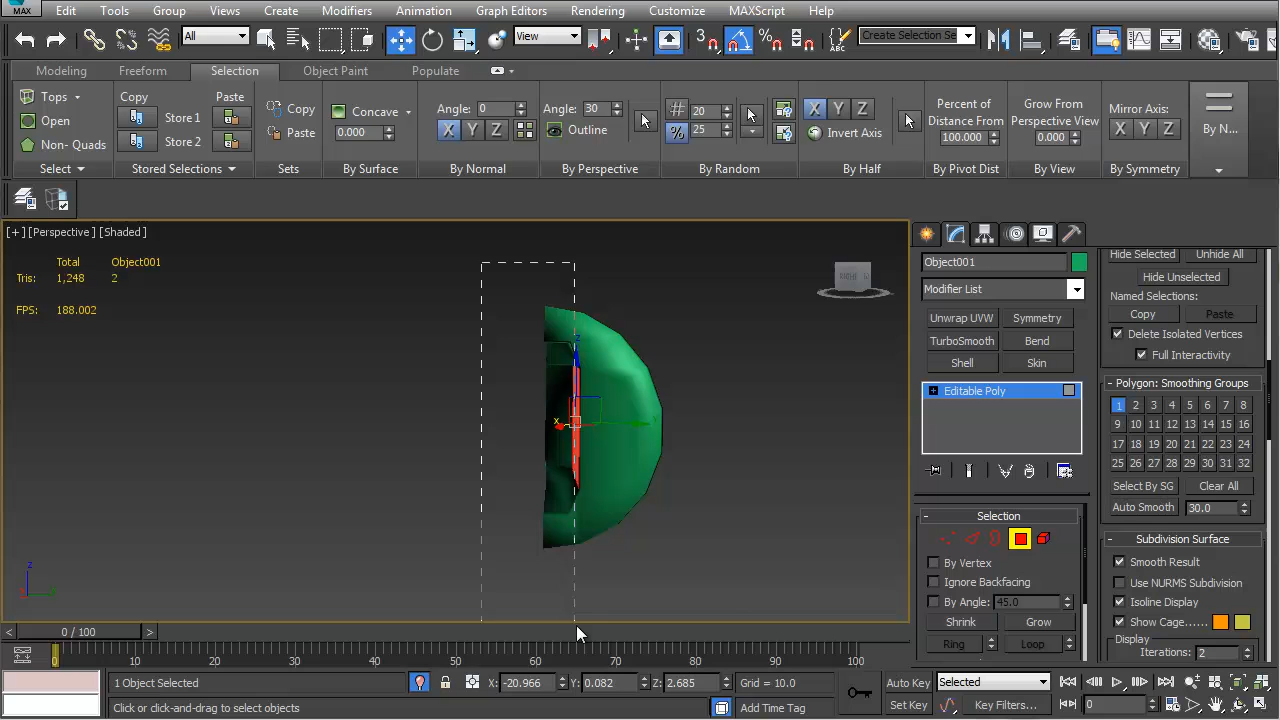 MAX Edit Tools Group Views Create Modifiers Animation Graph Editors Rendering Customize MAXScript Help
All View 3 Create Selection Se
Modeling Freeform Selection Object Paint Populate
Tops Copy Paste Copy Concave Angle: 0 Angle: 30 20 X Y Z Percent of Grow From Mirror Axis:
Open Store 1 Paste 0.000 X Y Z Outline % 25 Invert Axis Distance From Perspective View X Y Z By N...
Non- Quads Store 2 100.000 0.000
Select Stored Selections Sets By Surface By Normal By Perspective By Random By Half By Pivot Dist By View By Symmetry
[+] [Perspective ] [Shaded ]
Total Object001
Tris: 1,248 2
FPS: 188.002
z
x
z
Object001
Modifier List
Unwrap UVW Symmetry
TurboSmooth Bend
Shell Skin
Editable Poly
Selection
By Vertex
Ignore Backfacing
By Angle: 45.0
Shrink Grow
Ring Loop
Hide Selected Unhide All
Hide Unselected
Named Selections:
Copy Paste
Delete Isolated Vertices
Full Interactivity
- Polygon: Smoothing Groups
1 2 3 4 5 6 7 8
9 10 11 12 13 14 15 16
17 18 19 20 21 22 23 24
25 26 27 28 29 30 31 32
Select By SG Clear All
Auto Smooth 30.0
- Subdivision Surface
Smooth Result
Use NURMS Subdivision
Isoline Display
Show Cage......
Display
Iterations: 2
< 0 / 100 >
0 10 20 30 40 50 60 70 80 90 100
1 Object Selected X: -20.966 Y: 0.082 Z: 2.685 Grid = 10.0 Auto Key Selected
Click or click-and-drag to select objects Add Time Tag Set Key Key Filters... 0